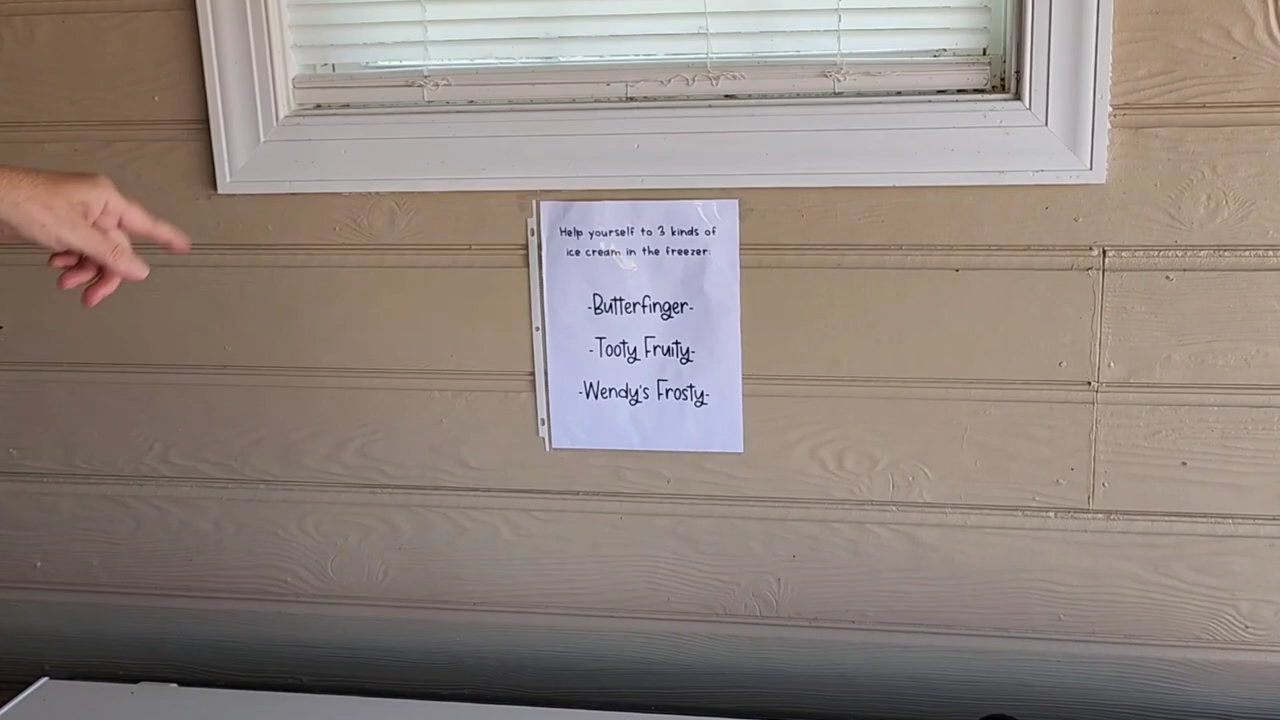 Help yourself to 3 kinds of
ice cream in the freezer:
-Butterfinger-
-Tooty Fruity-
-Wendy's Frosty-